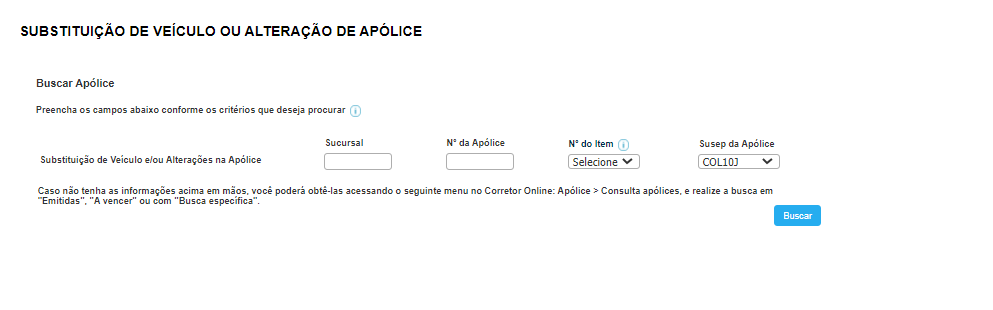 SUBSTITUIÇÃO DE VEÍCULO OU ALTERAÇÃO DE APÓLICE
Buscar Apólice
Preencha os campos abaixo conforme os critérios que deseja procurar i
Sucursal N° da Apólice N° do Item i Susep da Apólice
Substituição de Veículo e/ou Alterações na Apólice Selecione COL10J
Caso não tenha as informações acima em mãos, você poderá obtê-las acessando o seguinte menu no Corretor Online: Apólice > Consulta apólices, e realize a busca em
"Emitidas", "A vencer" ou com "Busca específica".
Buscar